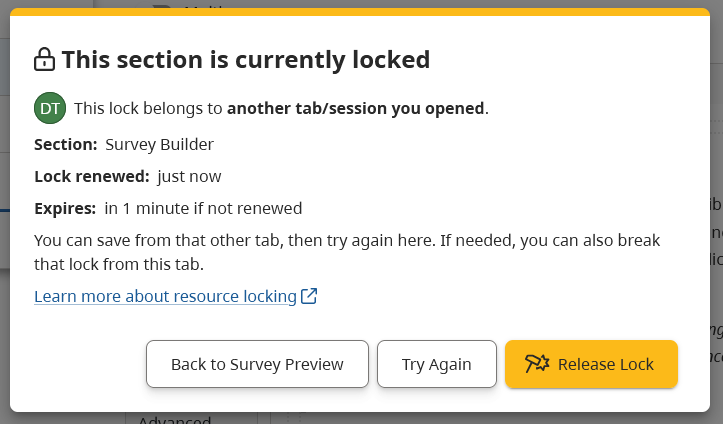 This section is currently locked
DT This lock belongs to another tab/session you opened.
Section: Survey Builder
Lock renewed: just now
Expires: in 1 minute if not renewed
You can save from that other tab, then try again here. If needed, you can also break
that lock from this tab.
Learn more about resource locking
Back to Survey Preview
Try Again
Release Lock
Advanced